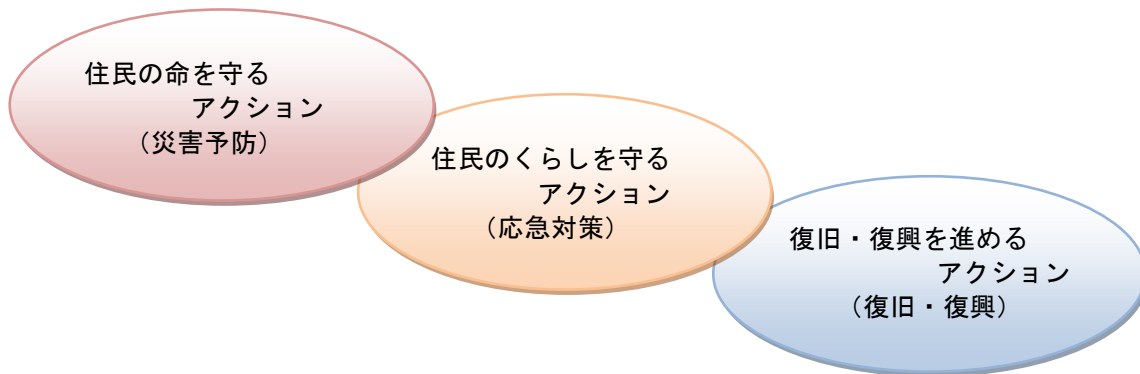 住民の命を守る
アクション
（災害予防）
住民のくらしを守る
アクション
（応急対策）
復旧・復興を進める
アクション
（復旧・復興）